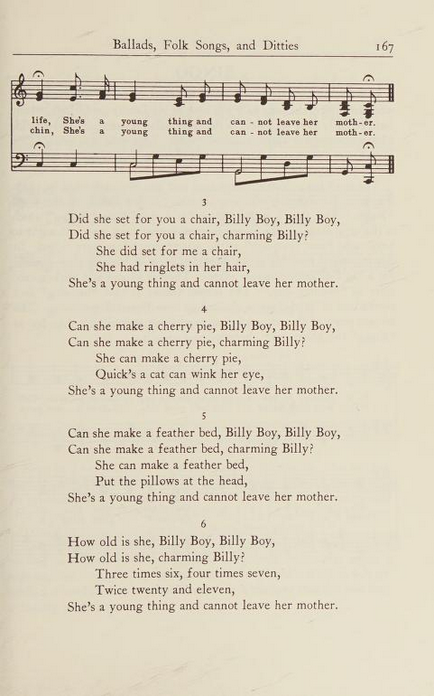 Ballads, Folk Songs, and Ditties 167
life, She's a young thing and can - not leave her moth - er.
chin, She's a young thing and can - not leave her moth - er.
3
Did she set for you a chair, Billy Boy, Billy Boy,
Did she set for you a chair, charming Billy?
She did set for me a chair,
She had ringlets in her hair,
She's a young thing and cannot leave her mother.
4
Can she make a cherry pie, Billy Boy, Billy Boy,
Can she make a cherry pie, charming Billy?
She can make a cherry pie,
Quick's a cat can wink her eye,
She's a young thing and cannot leave her mother.
5
Can she make a feather bed, Billy Boy, Billy Boy,
Can she make a feather bed, charming Billy?
She can make a feather bed,
Put the pillows at the head,
She's a young thing and cannot leave her mother.
6
How old is she, Billy Boy, Billy Boy,
How old is she, charming Billy?
Three times six, four times seven,
Twice twenty and eleven,
She's a young thing and cannot leave her mother.